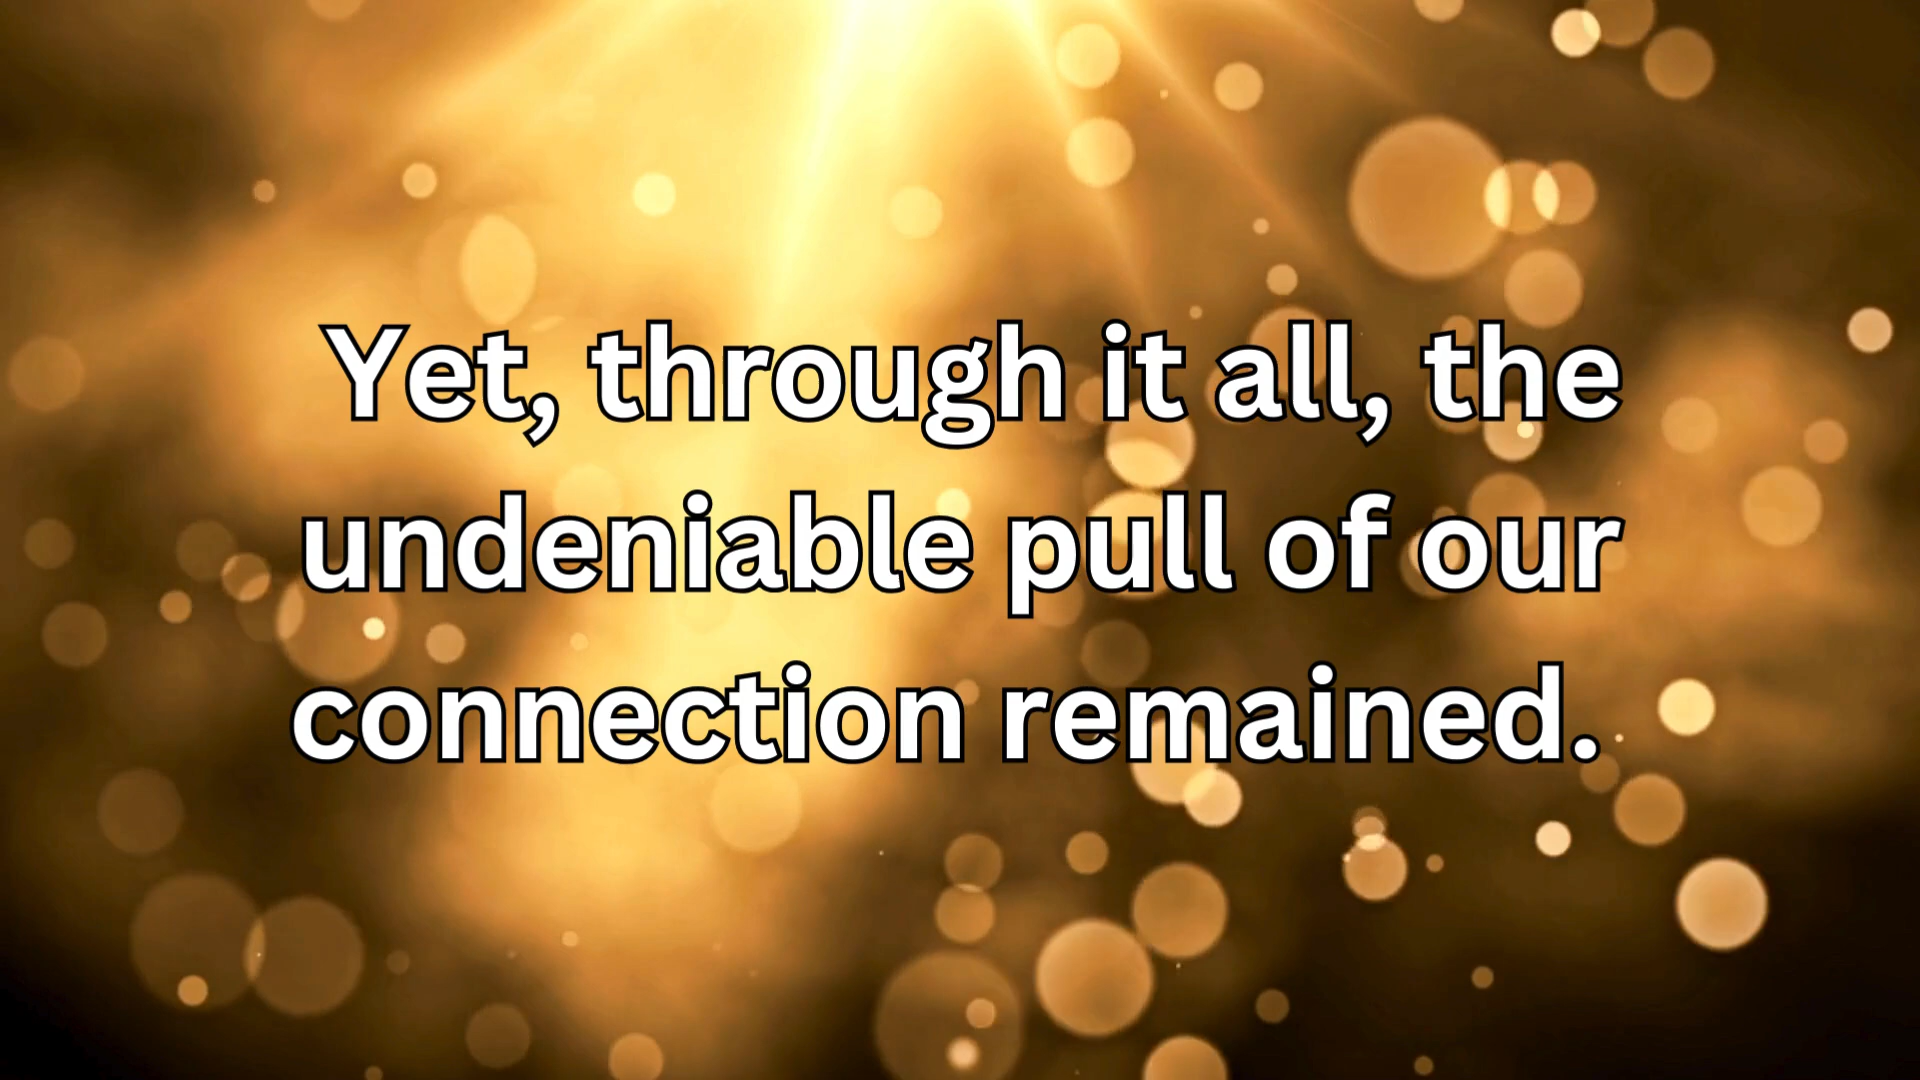 Yet, through it all, the
undeniable pull of our
connection remained.